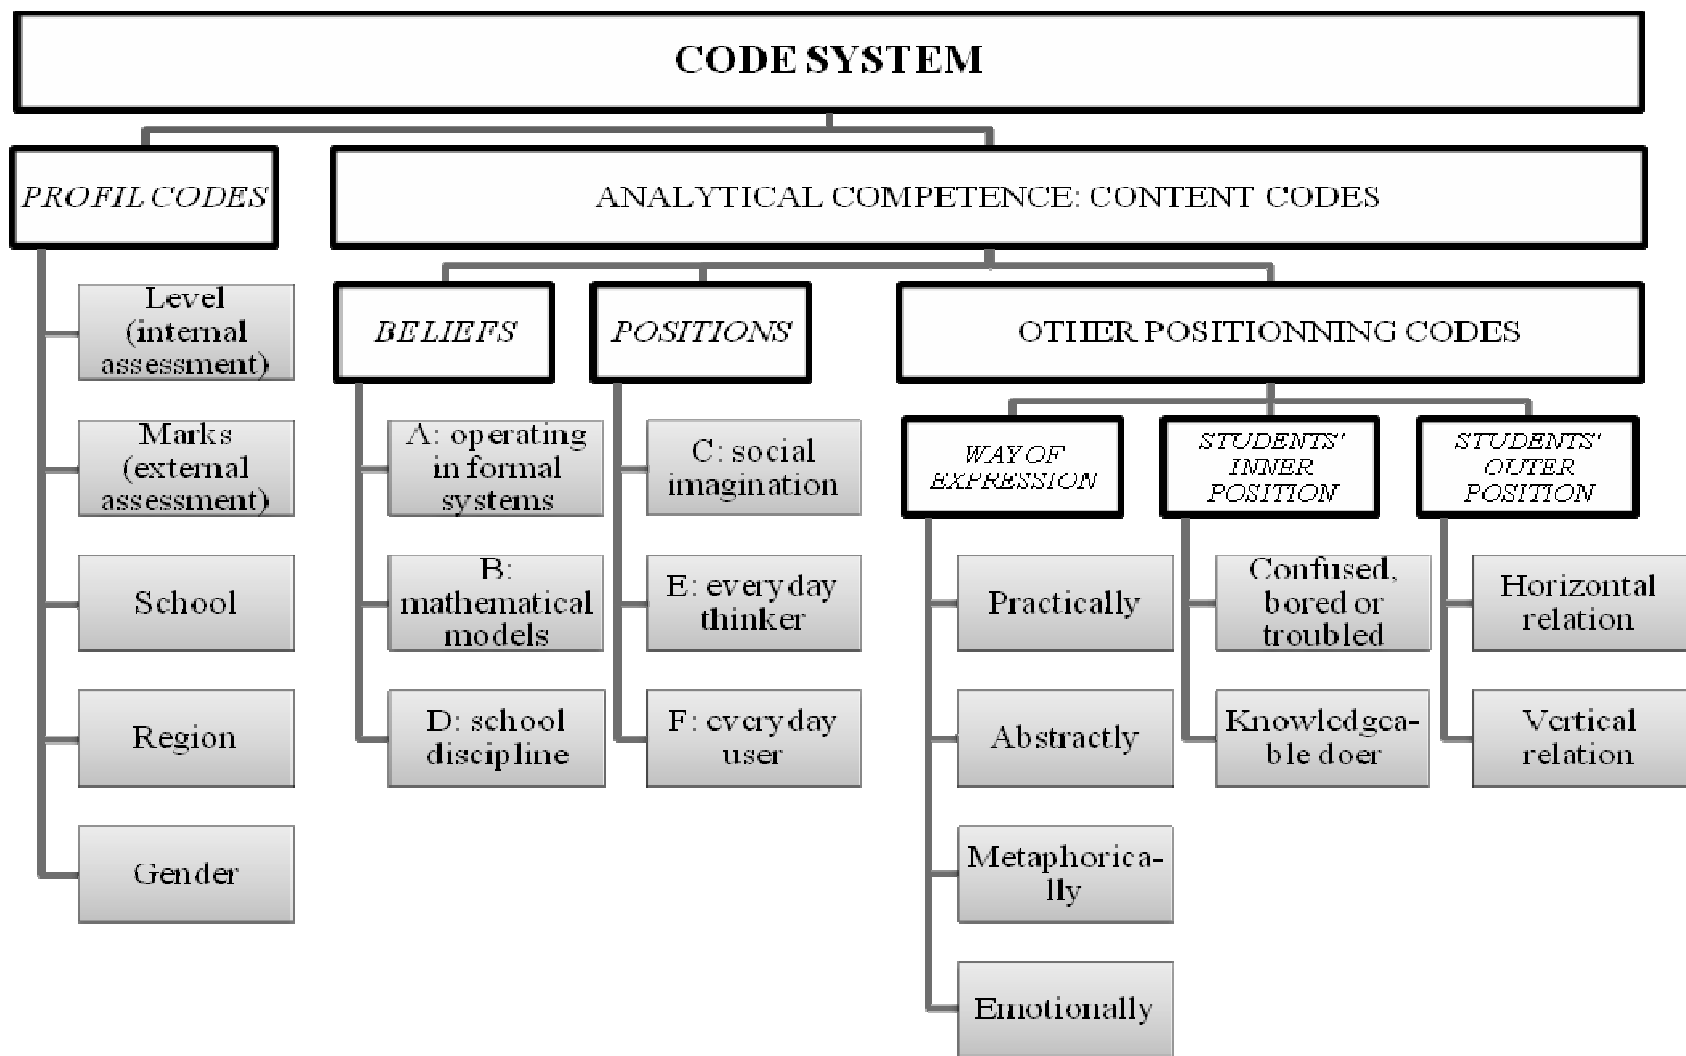 CODE SYSTEM
PROFIL CODES
ANALYTICAL COMPETENCE: CONTENT CODES
Level
(internal
assessment)
Marks
(external
assessment)
School
Region
Gender
BELIEFS
A: operating
in formal
systems
B:
mathematical
models
D: school
discipline
POSITIONS
C: social
imagination
E: everyday
thinker
F: everyday
user
OTHER POSITIONNING CODES
WAY OF
EXPRESSION
Practically
Abstractly
Metaphorica-
lly
Emotionally
STUDENTS'
INNER
POSITION
Confused,
bored or
troubled
Knowledgea-
ble doer
STUDENTS'
OUTER
POSITION
Horizontal
relation
Vertical
relation